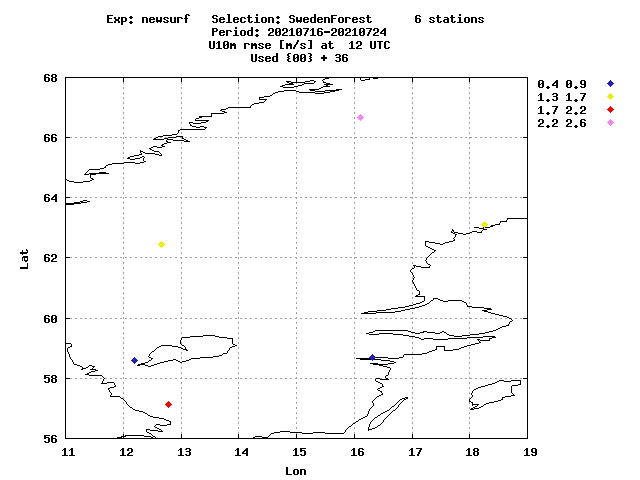 Exp: newsurf Selection: SwedenForest 6 stations
Period: 20210716-20210724
U10m rmse [m/s] at 12 UTC
Used {00} + 36
0.4 0.9
1.3 1.7
1.7 2.2
2.2 2.6
68
66
64
62
60
58
56
Lat
11 12 13 14 15 16 17 18 19
Lon